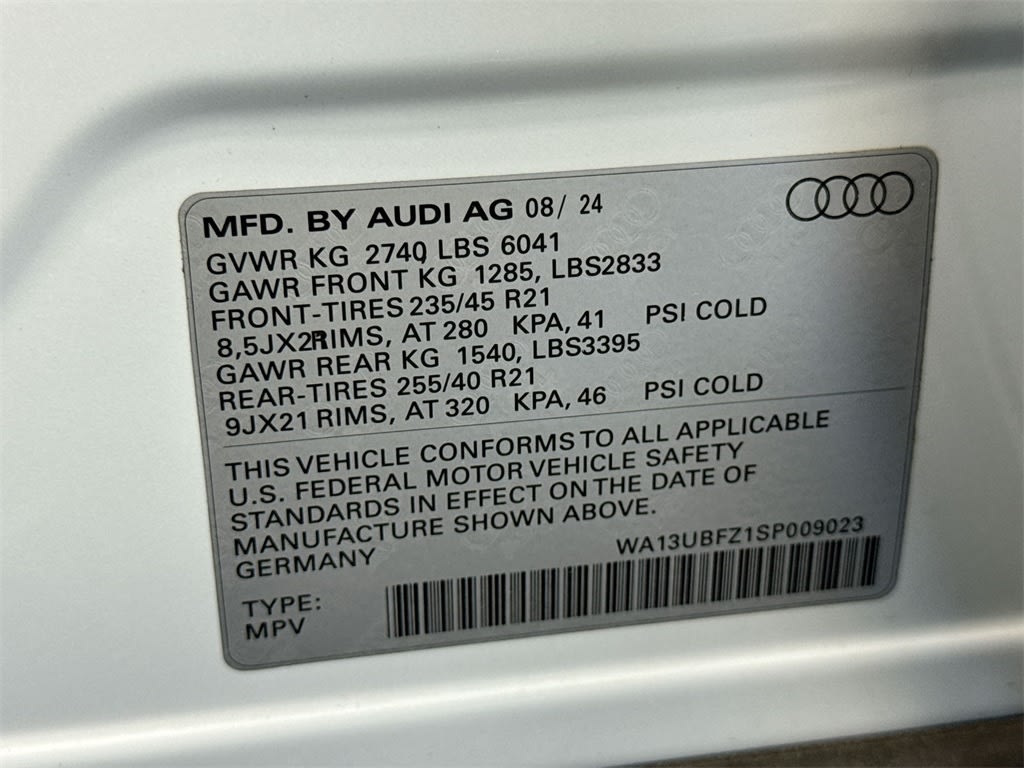 MFD. BY AUDI AG 08/ 24
GVWR KG 2740 LBS 6041
GAWR FRONT KG 1285, LBS2833
FRONT-TIRES 235/45 R21
8,5JX2RIMS, AT 280 KPA, 41 PSI COLD
GAWR REAR KG 1540, LBS3395
REAR-TIRES 255/40 R21
9JX21 RIMS, AT 320 KPA, 46 PSI COLD
THIS VEHICLE CONFORMS TO ALL APPLICABLE
U.S. FEDERAL MOTOR VEHICLE SAFETY
STANDARDS IN EFFECT ON THE DATE OF
MANUFACTURE SHOWN ABOVE.
GERMANY
WA13UBFZ1SP009023
TYPE:
MPV